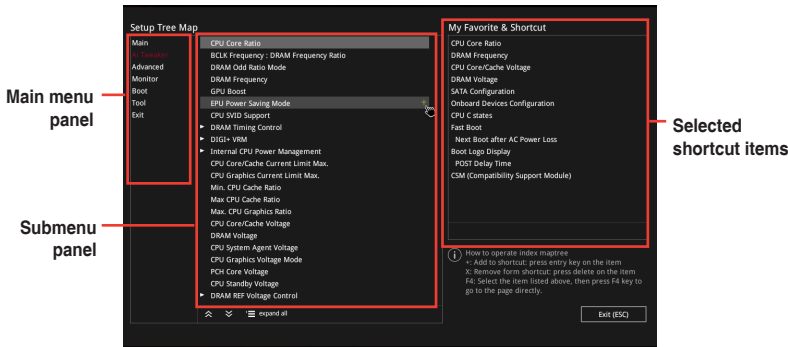 Setup Tree Map
Main
Ai Tweaker
Advanced
Monitor
Boot
Tool
Exit
CPU Core Ratio
BCLK Frequency : DRAM Frequency Ratio
DRAM Odd Ratio Mode
DRAM Frequency
GPU Boost
EPU Power Saving Mode +
CPU SVID Support
DRAM Timing Control
DIGI+ VRM
Internal CPU Power Management
CPU Core/Cache Current Limit Max.
CPU Graphics Current Limit Max.
Min. CPU Cache Ratio
Max CPU Cache Ratio
Max. CPU Graphics Ratio
CPU Core/Cache Voltage
DRAM Voltage
CPU System Agent Voltage
CPU Graphics Voltage Mode
PCH Core Voltage
CPU Standby Voltage
DRAM REF Voltage Control
expand all
My Favorite & Shortcut
CPU Core Ratio
DRAM Frequency
CPU Core/Cache Voltage
DRAM Voltage
SATA Configuration
Onboard Devices Configuration
CPU C states
Fast Boot
Next Boot after AC Power Loss
Boot Logo Display
POST Delay Time
CSM (Compatibility Support Module)
How to operate index maptree
+: Add to shortcut: press entry key on the item
X: Remove form shortcut: press delete on the item
F4: Select the item listed above, then press F4 key to
go to the page directly.
Exit (ESC)
Main menu
panel
Submenu
panel
Selected
shortcut items